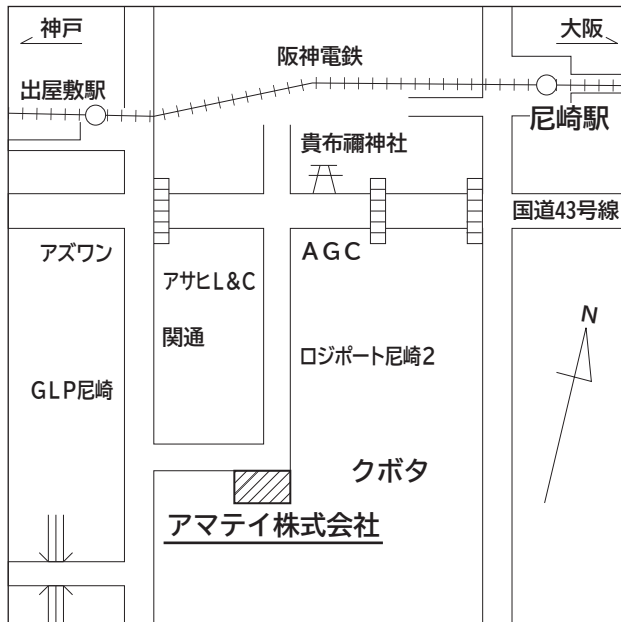 神戸
大阪
阪神電鉄
出屋敷駅
尼崎駅
貴布禰神社
国道43号線
アズワン
アサヒL&C
AGC
関通
ロジポート尼崎2
N
GLP尼崎
クボタ
アマテイ株式会社